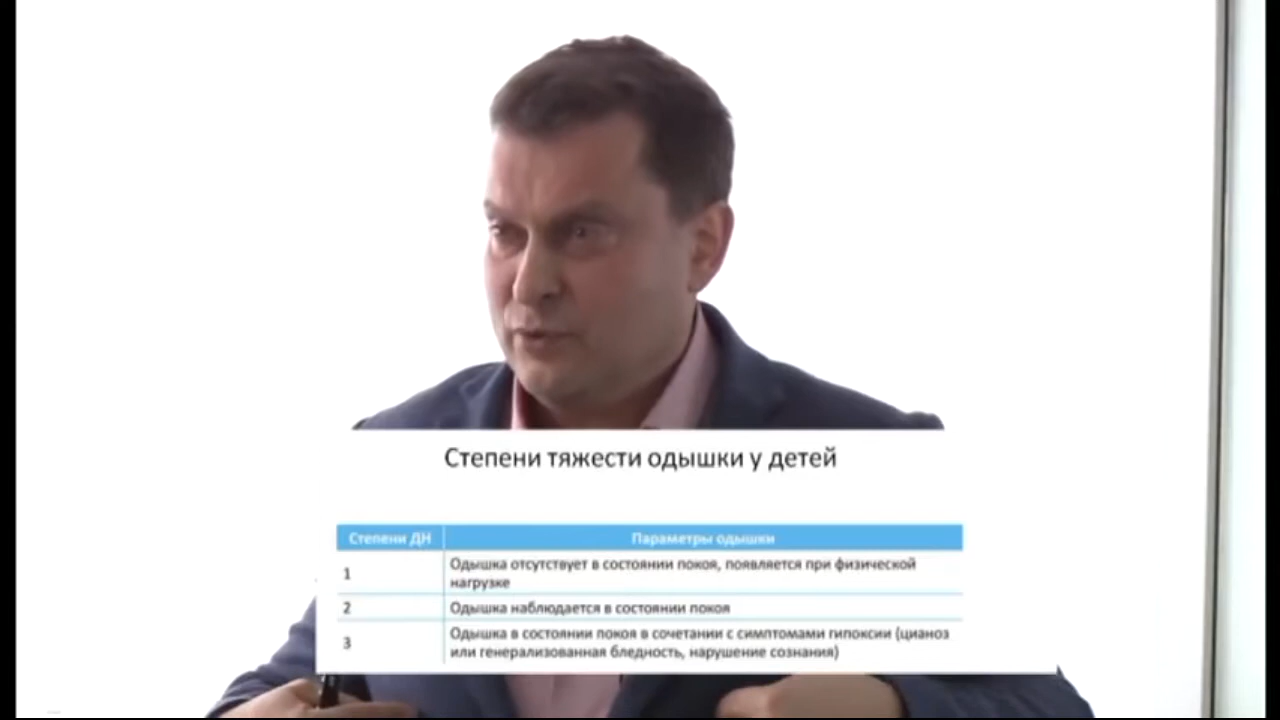 Степени тяжести одышки у детей
Степени ДН Параметры одышки
1 Одышка отсутствует в состоянии покоя, появляется при физической
нагрузке
2 Одышка наблюдается в состоянии покоя
3 Одышка в состоянии покоя в сочетании с симптомами гипоксии (цианоз
или генерализованная бледность, нарушение сознания)